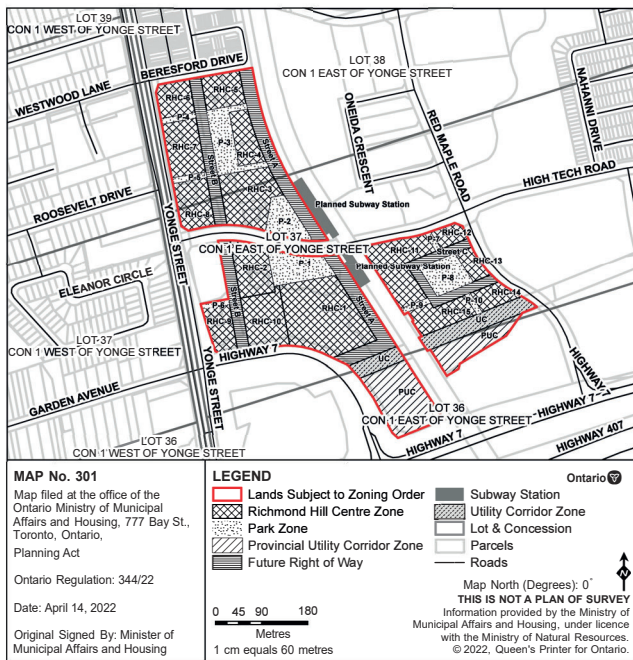 LOT 39
CON 1 WEST OF YONGE STREET
BERESFORD DRIVE
WESTWOOD LANE
LOT 38
CON 1 EAST OF YONGE STREET
ONEIDA CRESCENT
RED MAPLE ROAD
NAHANNI DRIVE
HIGH TECH ROAD
RHC-6
RHC-5
P-4
P-3
RHC-7
RHC-4
Street A
P-5
Street B
RHC-3
RHC-8
P-2
ROOSEVELT DRIVE
YONGE STREET
Planned Subway Station
LOT 37
CON 1 EAST OF YONGE STREET
RHC-12
P-7
RHC-11
Street C
RHC-13
Planned Subway Station
P-8
RHC-14
P-9
P-10
RHC-15
UC
PUC
RHC-2
P-1
ELEANOR CIRCLE
Street B
P-6
RHC-9
RHC-10
RHC-1
Street A
LOT 37
CON 1 WEST OF YONGE STREET
HIGHWAY 7
UC
PUC
GARDEN AVENUE
YONGE STREET
LOT 36
CON 1 WEST OF YONGE STREET
LOT 36
CON 1 EAST OF YONGE STREET
HIGHWAY 7
HIGHWAY 7
HIGHWAY 7
HIGHWAY 407
MAP No. 301
Map filed at the office of the
Ontario Ministry of Municipal
Affairs and Housing, 777 Bay St.,
Toronto, Ontario,
Planning Act
Ontario Regulation: 344/22
Date: April 14, 2022
Original Signed By: Minister of
Municipal Affairs and Housing
LEGEND
Lands Subject to Zoning Order
Richmond Hill Centre Zone
Park Zone
Provincial Utility Corridor Zone
Future Right of Way
Ontario
Subway Station
Utility Corridor Zone
Lot & Concession
Parcels
Roads
0 45 90 180
Metres
1 cm equals 60 metres
Map North (Degrees): 0°
N
THIS IS NOT A PLAN OF SURVEY
Information provided by the Ministry of
Municipal Affairs and Housing, under licence
with the Ministry of Natural Resources.
© 2022, Queen's Printer for Ontario.